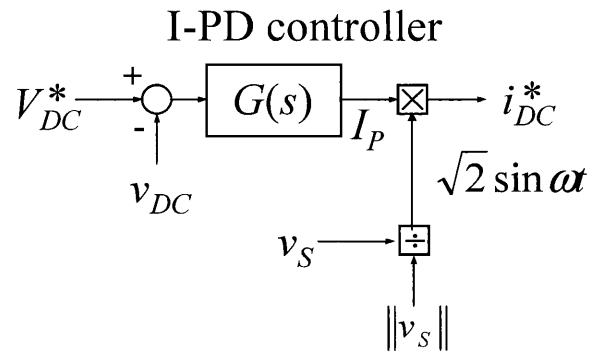 I-PD controller
V*DC
+
-
G(s)
IP
×
i*DC
vDC
√2 sin ωt
vS
÷
||vS||